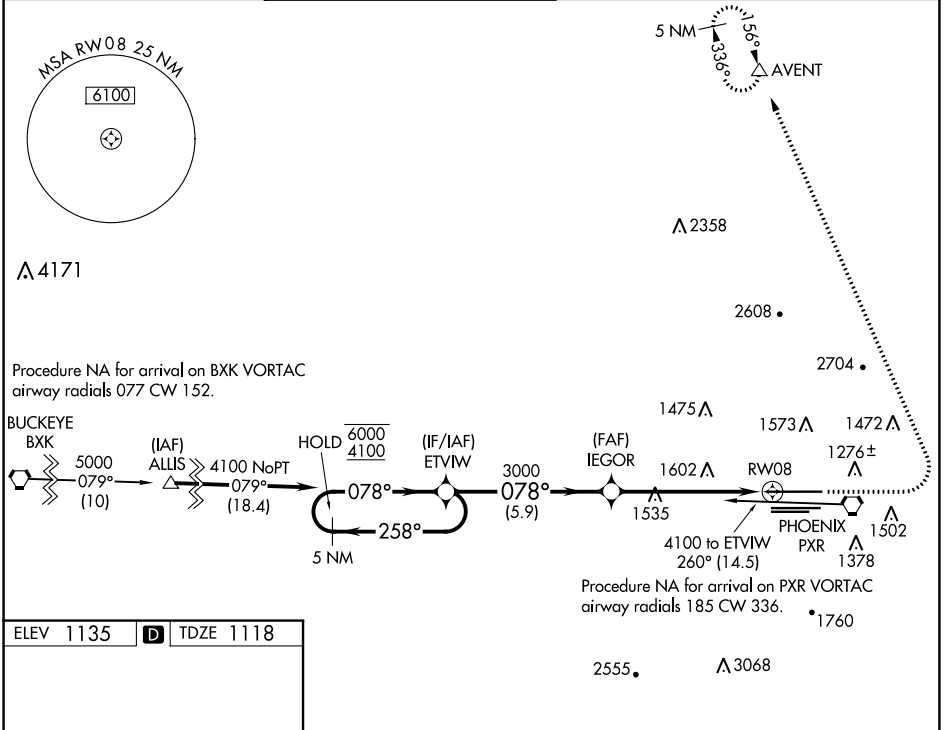 MSA RW08 25 NM
6100
5 NM
156°
336°
AVENT
4171
2358
2608
2704
Procedure NA for arrival on BXK VORTAC
airway radials 077 CW 152.
BUCKEYE
BXK
5000
079°
(10)
(IAF)
ALLIS
4100 NoPT
079°
(18.4)
HOLD
6000
4100
078°
258°
5 NM
(IF/IAF)
ETVIW
3000
078°
(5.9)
(FAF)
IEGOR
1475
1602
1535
1573
1472
1276±
RW08
PHOENIX
PXR
1502
1378
4100 to ETVIW
260° (14.5)
Procedure NA for arrival on PXR VORTAC
airway radials 185 CW 336.
1760
2555
3068
ELEV 1135 D TDZE 1118